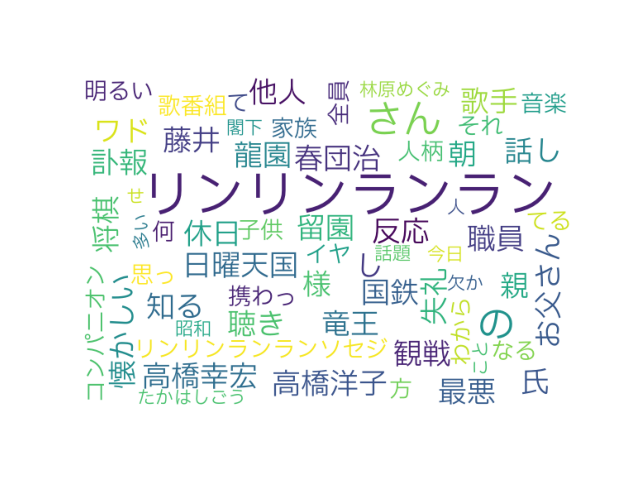 明るい
歌番組
て
他人
全員
林原めぐみ
歌手
音楽
ワド
藤井
閣下
家族
さん
それ
訃報
龍園
春団治
人柄
朝
話し
リンリンランラン
せ
将棋
多い
何
休日
子供
留園
反応
人
職員
てる
日曜天国
イヤ
話題
今日
お父さん
思っ
様
し
国鉄
失礼
欠か
親
コンパニオン
懐かしい
知る
携わっ
昭和
聴き
竜王
わから
の
リンリンランランソセジ
観戦
こと
なる
高橋幸宏
高橋洋子
方
最悪
氏
たかはしごう